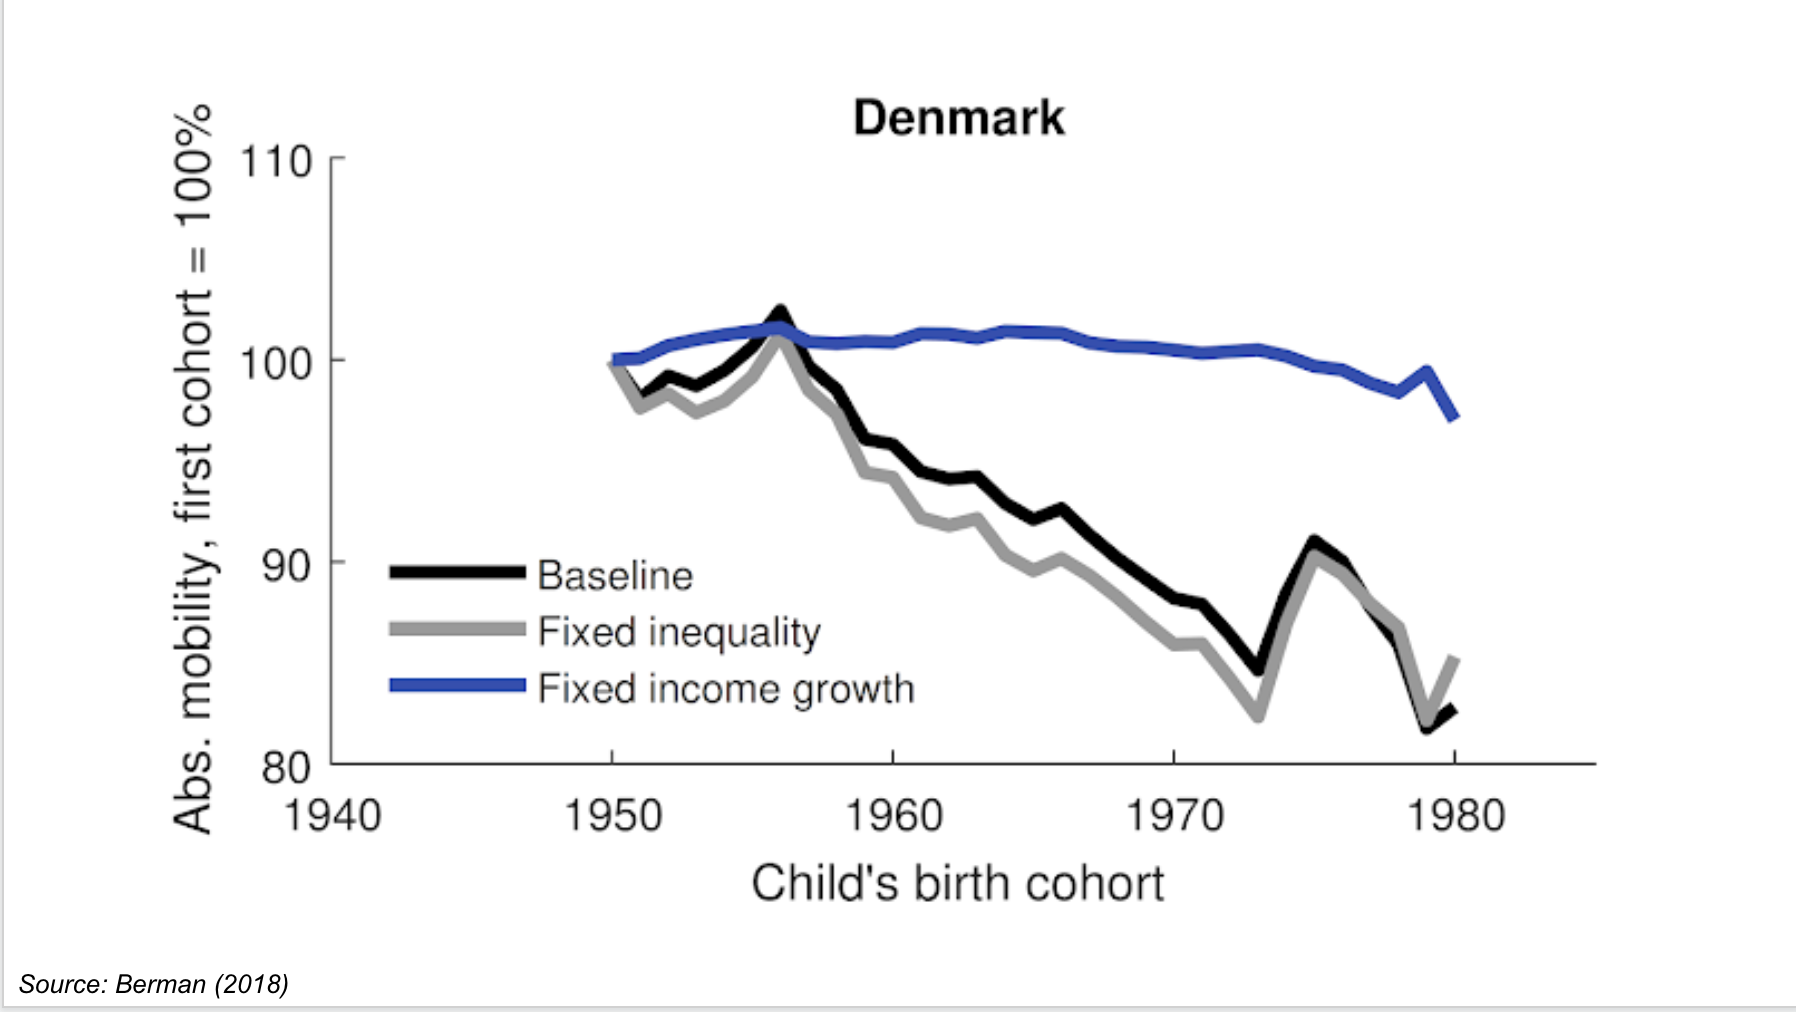 Denmark
Abs. mobility, first cohort = 100%
110
100
90
80
Baseline
Fixed inequality
Fixed income growth
1940 1950 1960 1970 1980
Child's birth cohort
Source: Berman (2018)